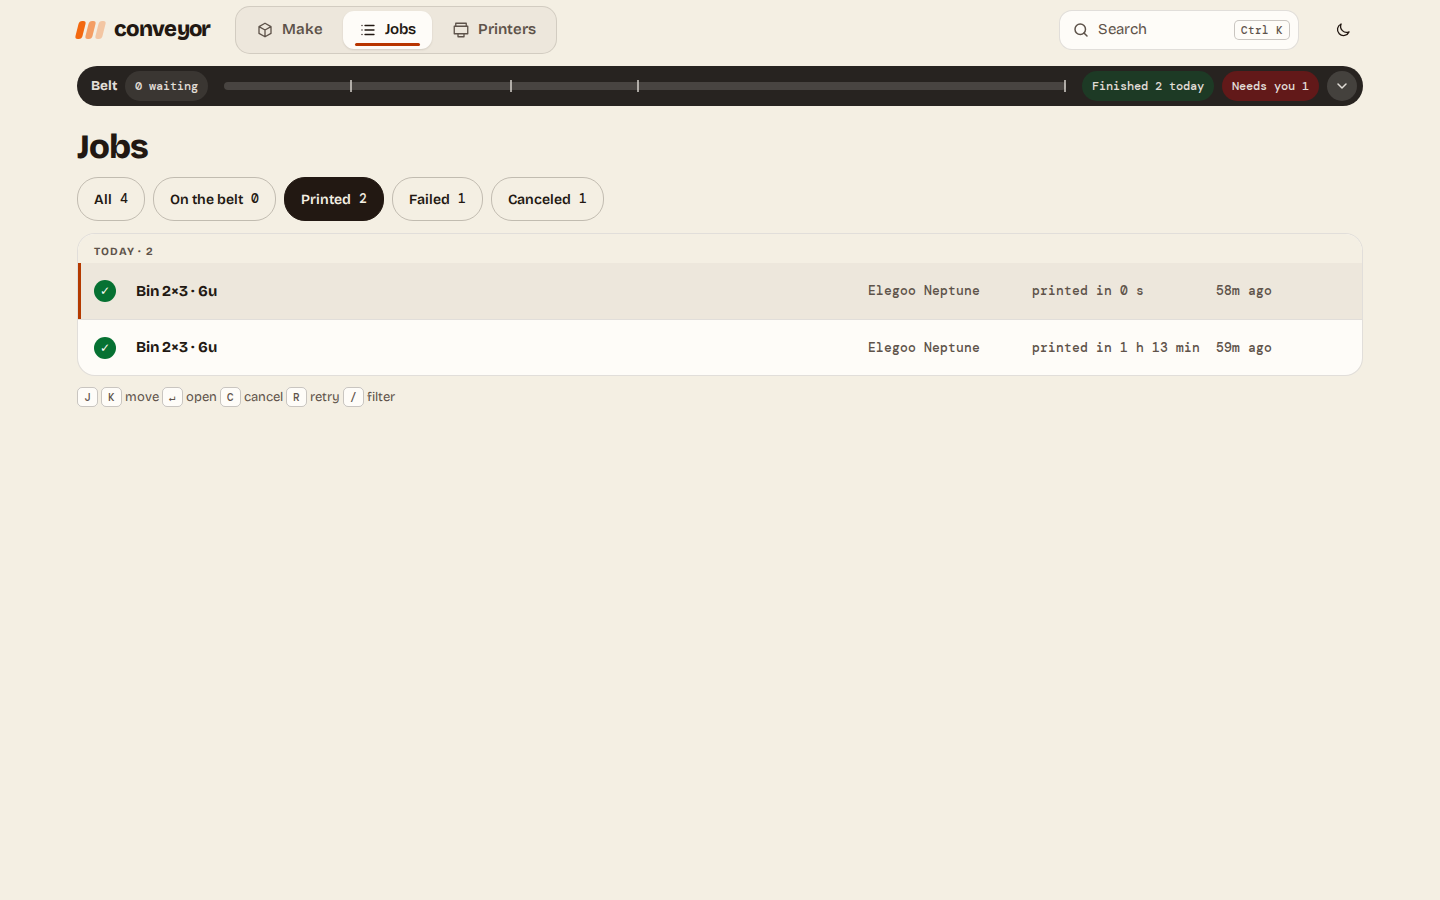 conveyor Make Jobs Printers Search Ctrl K
Belt 0 waiting Finished 2 today Needs you 1
Jobs
All 4 On the belt 0 Printed 2 Failed 1 Canceled 1
TODAY · 2
✓ Bin 2×3 · 6u Elegoo Neptune printed in 0 s 58m ago
✓ Bin 2×3 · 6u Elegoo Neptune printed in 1 h 13 min 59m ago
J K move ↵ open C cancel R retry / filter